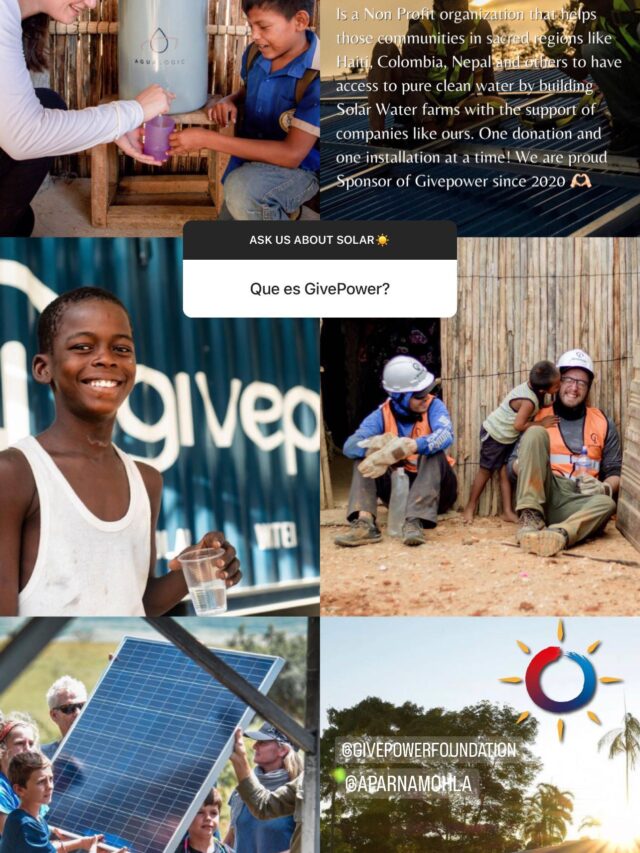 Is a Non Profit organization that helps
those communities in sacred regions like
Haiti, Colombia, Nepal and others to have
access to pure clean water by building
Solar Water farms with the support of
companies like ours. One donation and
one installation at a time! We are proud
Sponsor of Givepower since 2020 🫶🏼
AQUALOGIC
ASK US ABOUT SOLAR☀️
Que es GivePower?
givep
WATE
@GIVEPOWERFOUNDATION
@APARNAMOHLA